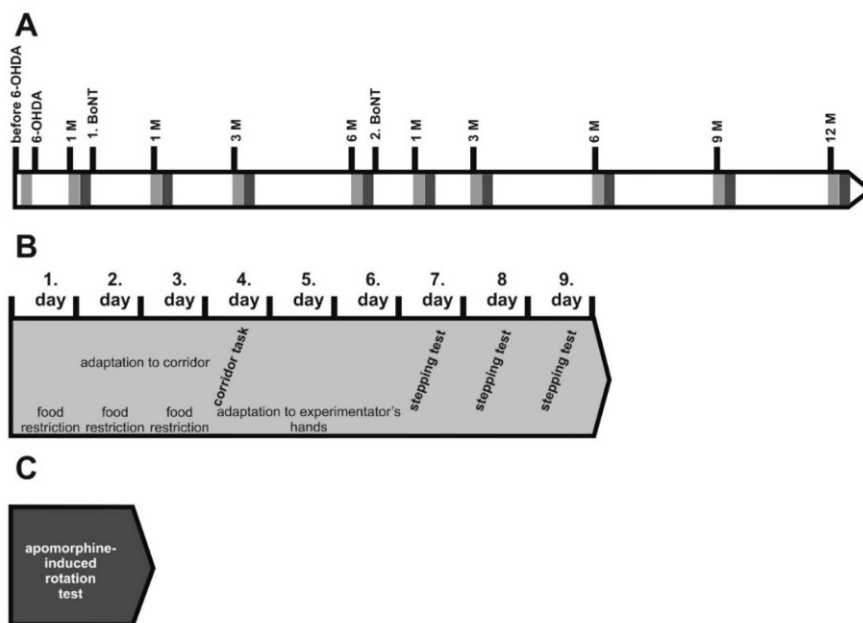 A
before 6-OHDA
6-OHDA
1 M
1. BoNT
1 M
3 M
6 M
2. BoNT
1 M
3 M
6 M
9 M
12 M
B
1. 2. 3. 4. 5. 6. 7. 8 9.
day day day day day day day day day
adaptation to corridor
corridor task
stepping test
stepping test
stepping test
food food food adaptation to experimentator's
restriction restriction restriction hands
C
apomorphine-
induced
rotation
test